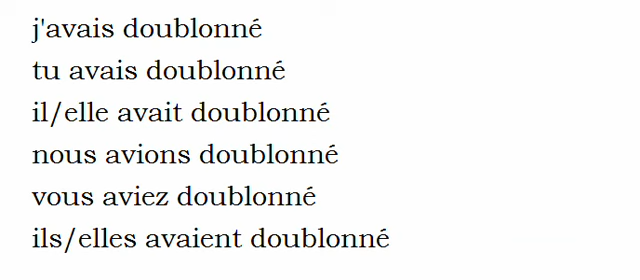 j'avais doublonné
tu avais doublonné
il/elle avait doublonné
nous avions doublonné
vous aviez doublonné
ils/elles avaient doublonné